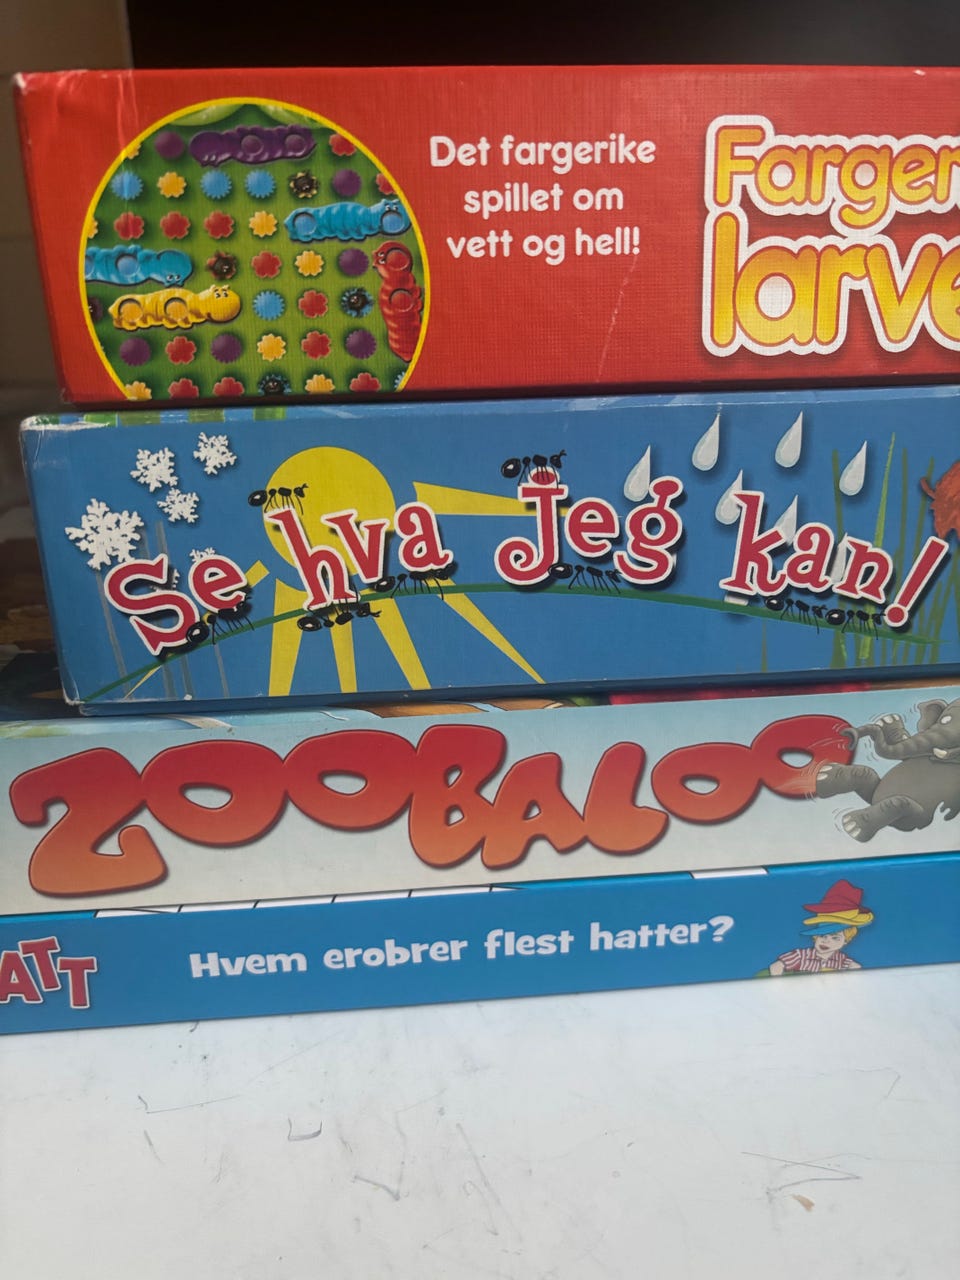 Det fargerike
spillet om
vett og hell!
Farger
larve
Se hva Jeg kan!
ZOOBALOO
ATT
Hvem erobrer flest hatter?